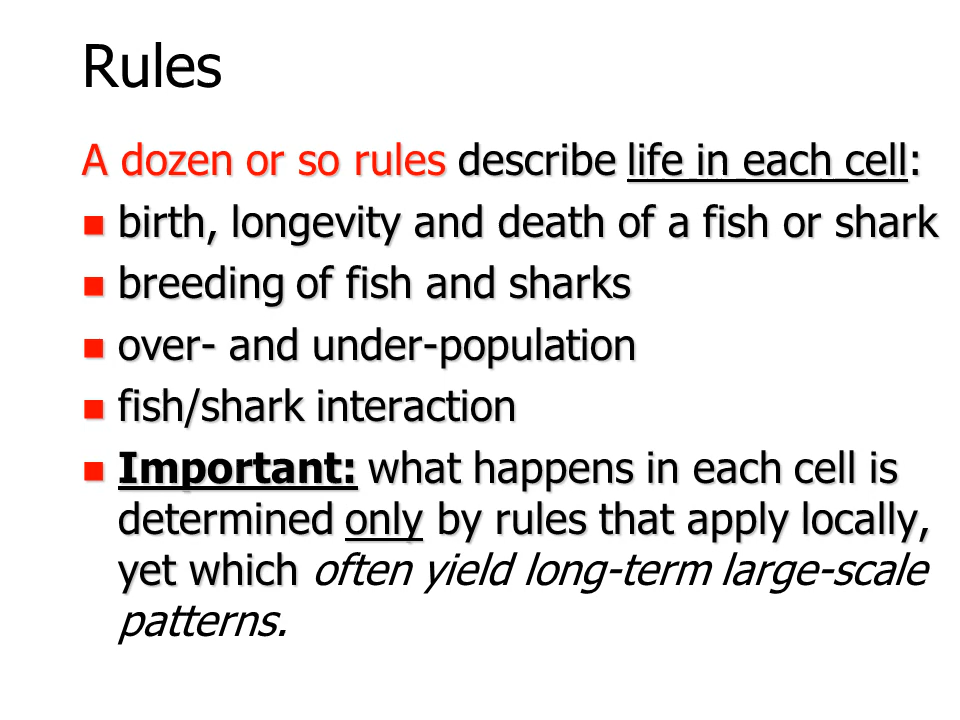 Rules
A dozen or so rules describe life in each cell:
birth, longevity and death of a fish or shark
breeding of fish and sharks
over- and under-population
fish/shark interaction
Important: what happens in each cell is
determined only by rules that apply locally,
yet which often yield long-term large-scale
patterns.